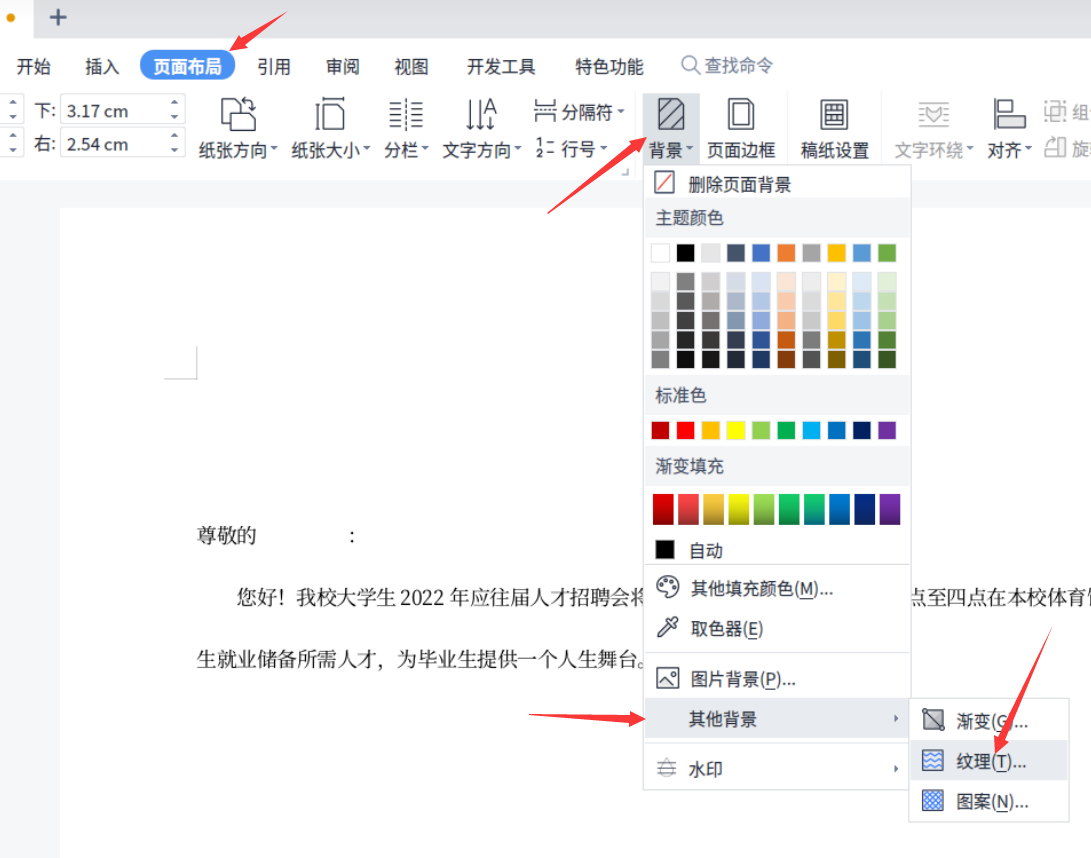 开始 插入 页面布局 引用 审阅 视图 开发工具 特色功能 查找命令
下: 3.17 cm 分隔符
右: 2.54 cm 纸张方向 纸张大小 分栏 文字方向 行号 背景 页面边框 稿纸设置 文字环绕 对齐
删除页面背景
主题颜色
标准色
渐变填充
自动
其他填充颜色(M)...
取色器(E)
图片背景(P)...
其他背景
水印
渐变(G)...
纹理(T)...
图案(N)...
尊敬的 :
您好！我校大学生 2022 年应往届人才招聘会将 点至四点在本校体育
生就业储备所需人才，为毕业生提供一个人生舞台。